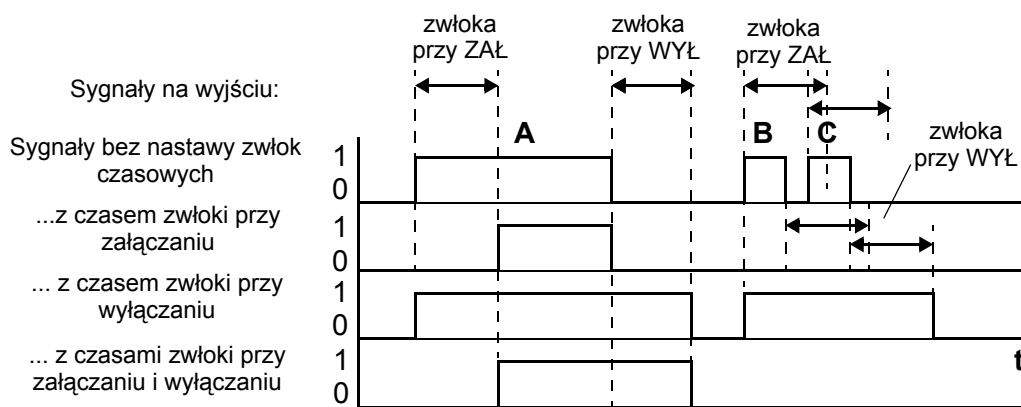 zwłoka
przy ZAŁ
zwłoka
przy WYŁ
zwłoka
przy ZAŁ
Sygnały na wyjściu:
zwłoka
przy WYŁ
A
B
C
Sygnały bez nastawy zwłok
czasowych
1
0
...z czasem zwłoki przy
załączaniu
1
0
... z czasem zwłoki przy
wyłączaniu
1
0
... z czasami zwłoki przy
załączaniu i wyłączaniu
1
0
t